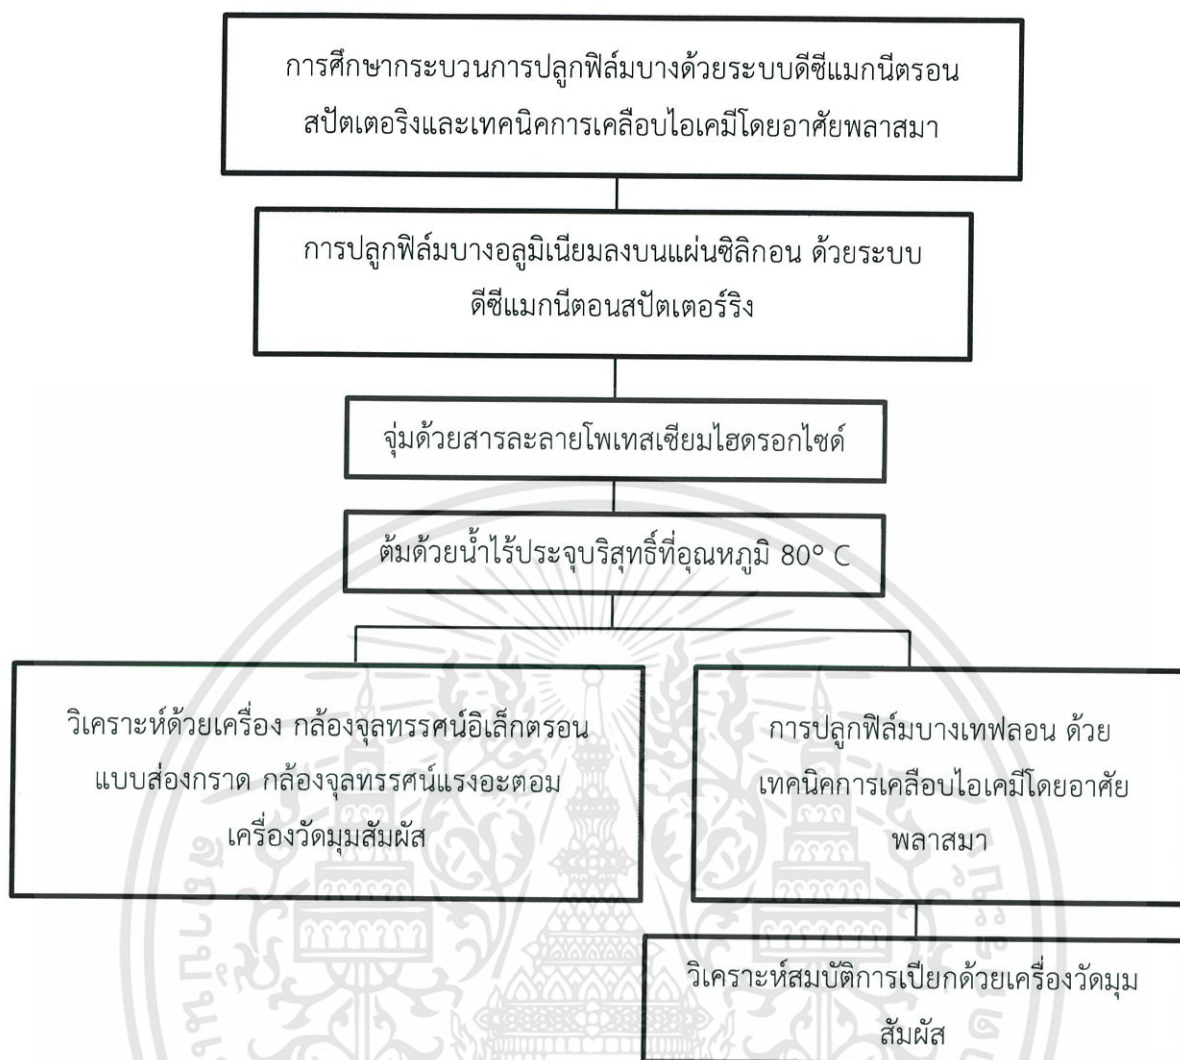 การศึกษากระบวนการปลูกฟิล์มบางด้วยระบบดีซีแมกนีตรอน
สปัตเตอริงและเทคนิคการเคลือบไอเคมีโดยอาศัยพลาสมา
การปลูกฟิล์มบางอลูมิเนียมลงบนแผ่นซิลิกอน ด้วยระบบ
ดีซีแมกนีตอนสปัตเตอร์ริง
จุ่มด้วยสารละลายโพเทสเซียมไฮดรอกไซด์
ต้มด้วยน้ำไร้ประจุบริสุทธิ์ที่อุณหภูมิ 80° C
วิเคราะห์ด้วยเครื่อง กล้องจุลทรรศน์อิเล็กตรอน
แบบส่องกราด กล้องจุลทรรศน์แรงอะตอม
เครื่องวัดมุมสัมผัส
การปลูกฟิล์มบางเทฟลอน ด้วย
เทคนิคการเคลือบไอเคมีโดยอาศัย
พลาสมา
วิเคราะห์สมบัติการเปียกด้วยเครื่องวัดมุม
สัมผัส